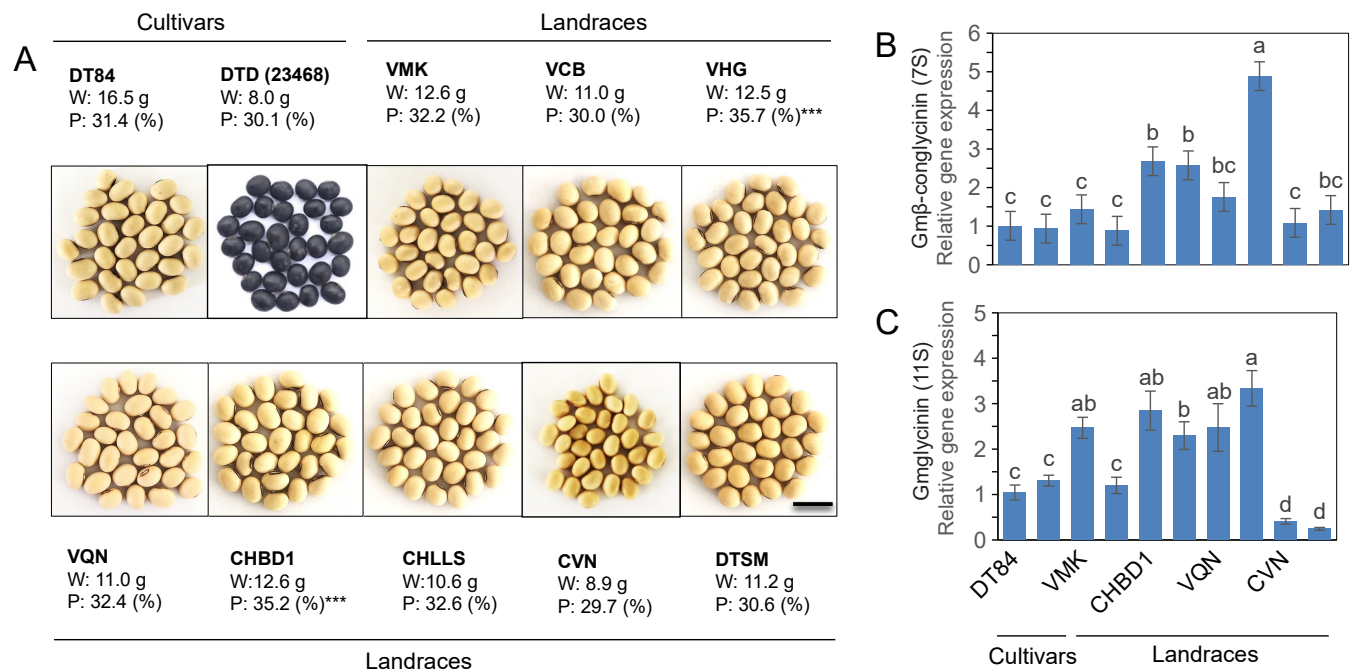 Cultivars
Landraces
A
DT84
W: 16.5 g
P: 31.4 (%)
DTD (23468)
W: 8.0 g
P: 30.1 (%)
VMK
W: 12.6 g
P: 32.2 (%)
VCB
W: 11.0 g
P: 30.0 (%)
VHG
W: 12.5 g
P: 35.7 (%)***
VQN
W: 11.0 g
P: 32.4 (%)
CHBD1
W:12.6 g
P: 35.2 (%)***
CHLLS
W:10.6 g
P: 32.6 (%)
CVN
W: 8.9 g
P: 29.7 (%)
DTSM
W: 11.2 g
P: 30.6 (%)
Landraces
B
Gmβ-conglycinin (7S)
Relative gene expression
6
5
4
3
2
1
0
c c c c b b bc a c bc
C
Gmglycinin (11S)
Relative gene expression
5
4
3
2
1
0
c c ab c ab b ab a d d
DT84 VMK CHBD1 VQN CVN
Cultivars Landraces